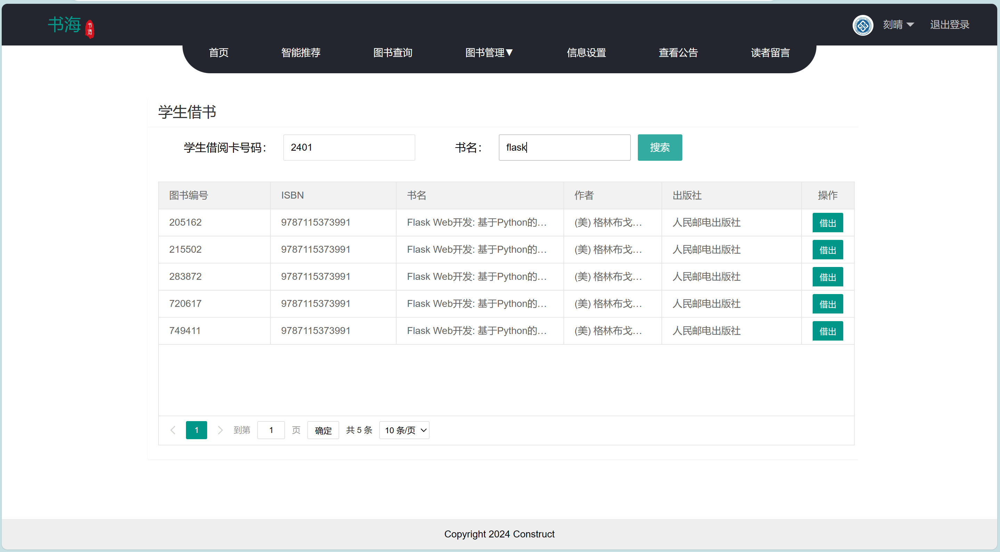 书海 书海
刻晴 退出登录
首页 智能推荐 图书查询 图书管理▼ 信息设置 查看公告 读者留言
学生借书
学生借阅卡号码： 2401 书名： flask 搜索
图书编号 ISBN 书名 作者 出版社 操作
205162 9787115373991 Flask Web开发: 基于Python的… (美) 格林布戈… 人民邮电出版社 借出
215502 9787115373991 Flask Web开发: 基于Python的… (美) 格林布戈… 人民邮电出版社 借出
283872 9787115373991 Flask Web开发: 基于Python的… (美) 格林布戈… 人民邮电出版社 借出
720617 9787115373991 Flask Web开发: 基于Python的… (美) 格林布戈… 人民邮电出版社 借出
749411 9787115373991 Flask Web开发: 基于Python的… (美) 格林布戈… 人民邮电出版社 借出
1 到第 1 页 确定 共 5 条 10 条/页
Copyright 2024 Construct